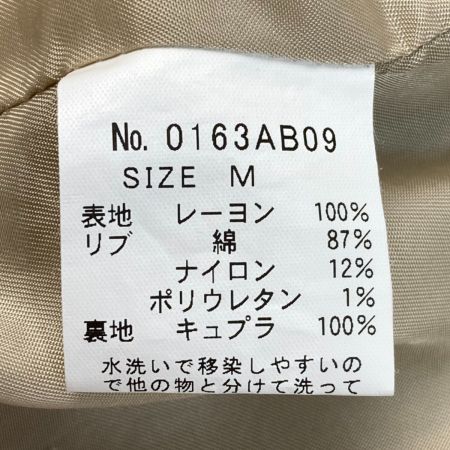 No. 0163AB09
SIZE M
表地 レーヨン 100%
リブ 綿 87%
ナイロン 12%
ポリウレタン 1%
裏地 キュプラ 100%
水洗いで移染しやすいの
で他の物と分けて洗って